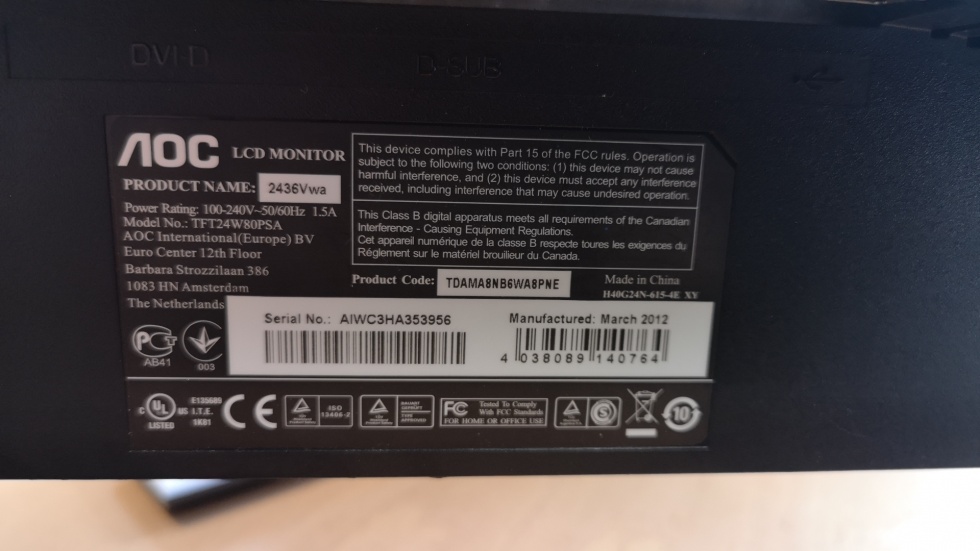 DVI-D
D-SUB
AOC LCD MONITOR
PRODUCT NAME: 2436Vwa
Power Rating: 100-240V~50/60Hz 1.5A
Model No.: TFT24W80PSA
AOC International(Europe) BV
Euro Center 12th Floor
Barbara Strozzilaan 386
1083 HN Amsterdam
The Netherlands
This device complies with Part 15 of the FCC rules. Operation is
subject to the following two conditions: (1) this device may not cause
harmful interference, and (2) this device must accept any interference
received, including interference that may cause undesired operation.
This Class B digital apparatus meets all requirements of the Canadian
Interference - Causing Equipment Regulations.
Cet appareil numérique de la classe B respecte toures les exigences du
Réglement sur le matériel brouilieur du Canada.
Product Code: TDAMA8NB6WA8PNE
Made in China
H40G24N-615-4E XY
Serial No.: AIWC3HA353956
Manufactured: March 2012
4 038089 140764
AB41
003
C UL US
LISTED
E135680
I.T.E.
1K01
CE
ISO
13406-2
FC Tested To Comply
With FCC Standards
FOR HOME OR OFFICE USE
S
10